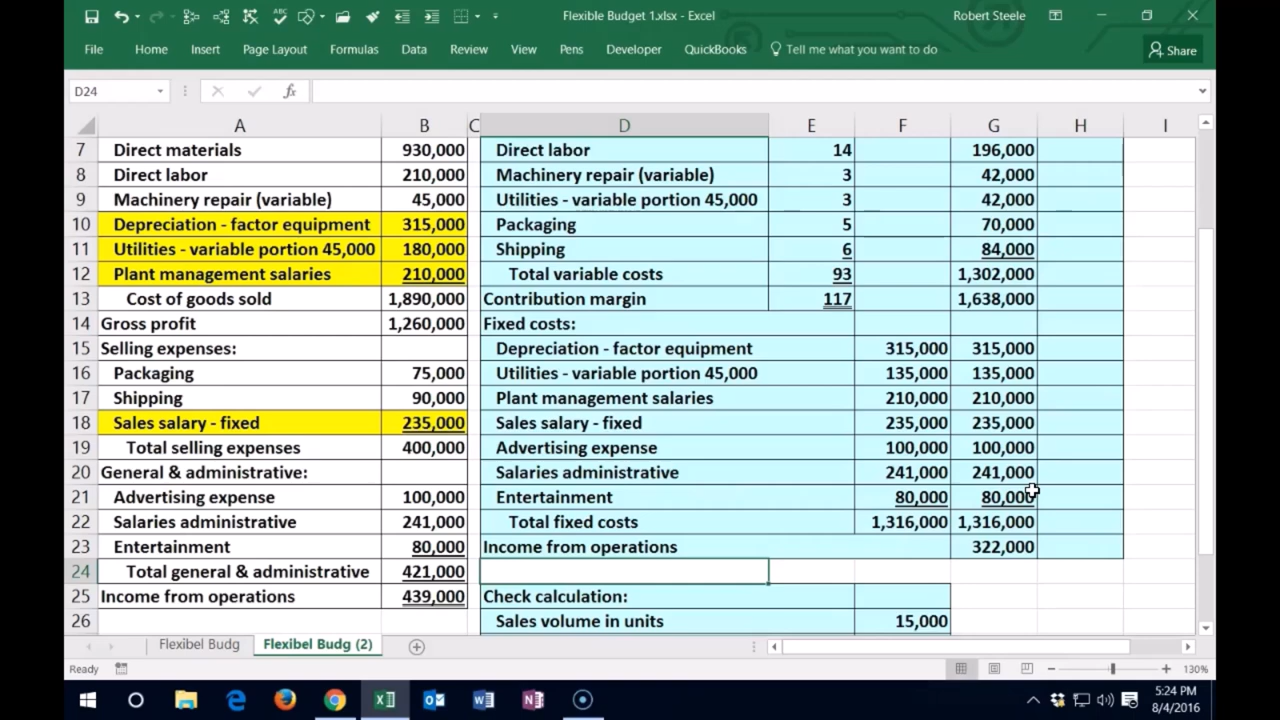 Flexible Budget 1.xlsx - Excel
Robert Steele
File Home Insert Page Layout Formulas Data Review View Pens Developer QuickBooks Tell me what you want to do Share
D24 fx
A B C D E F G H I
7 Direct materials 930,000 Direct labor 14 196,000
8 Direct labor 210,000 Machinery repair (variable) 3 42,000
9 Machinery repair (variable) 45,000 Utilities - variable portion 45,000 3 42,000
10 Depreciation - factor equipment 315,000 Packaging 5 70,000
11 Utilities - variable portion 45,000 180,000 Shipping 6 84,000
12 Plant management salaries 210,000 Total variable costs 93 1,302,000
13 Cost of goods sold 1,890,000 Contribution margin 117 1,638,000
14 Gross profit 1,260,000 Fixed costs:
15 Selling expenses: Depreciation - factor equipment 315,000 315,000
16 Packaging 75,000 Utilities - variable portion 45,000 135,000 135,000
17 Shipping 90,000 Plant management salaries 210,000 210,000
18 Sales salary - fixed 235,000 Sales salary - fixed 235,000 235,000
19 Total selling expenses 400,000 Advertising expense 100,000 100,000
20 General & administrative: Salaries administrative 241,000 241,000
21 Advertising expense 100,000 Entertainment 80,000 80,000
22 Salaries administrative 241,000 Total fixed costs 1,316,000 1,316,000
23 Entertainment 80,000 Income from operations 322,000
24 Total general & administrative 421,000
25 Income from operations 439,000 Check calculation:
26 Sales volume in units 15,000
Flexibel Budg Flexibel Budg (2)
Ready 130%
5:24 PM
8/4/2016